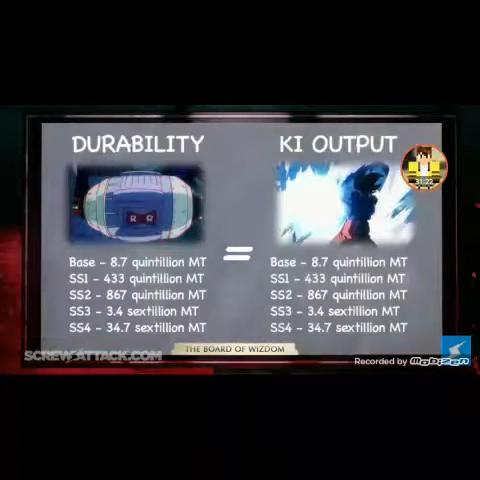 DURABILITY
KI OUTPUT
31:22
=
Base - 8.7 quintillion MT
SS1 - 433 quintillion MT
SS2 - 867 quintillion MT
SS3 - 3.4 sextillion MT
SS4 - 34.7 sextillion MT
Base - 8.7 quintillion MT
SS1 - 433 quintillion MT
SS2 - 867 quintillion MT
SS3 - 3.4 sextillion MT
SS4 - 34.7 sextillion MT
THE BOARD OF WIZDOM
SCREWATTACK.COM
Recorded by Mobizen